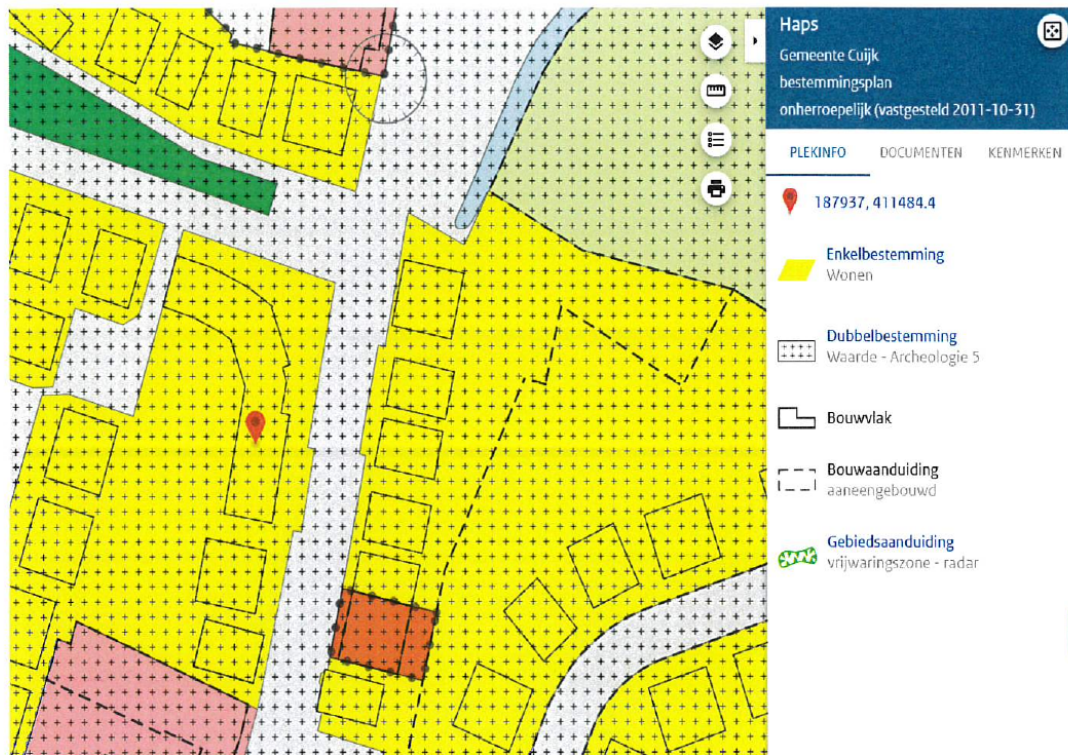 Haps
Gemeente Cuijk
bestemmingsplan
onherroepelijk (vastgesteld 2011-10-31)
PLEKINFO DOCUMENTEN KENMERKEN
187937, 411484.4
Enkelbestemming
Wonen
Dubbelbestemming
Waarde - Archeologie 5
Bouwvlak
Bouwaanduiding
aaneengebouwd
Gebiedsaanduiding
vrijwaringszone - radar